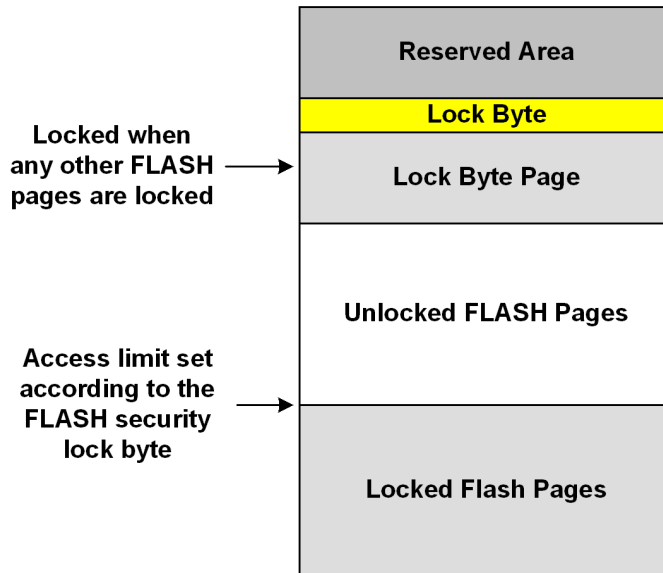 Reserved Area
Lock Byte
Locked when
any other FLASH
pages are locked
Lock Byte Page
Unlocked FLASH Pages
Access limit set
according to the
FLASH security
lock byte
Locked Flash Pages